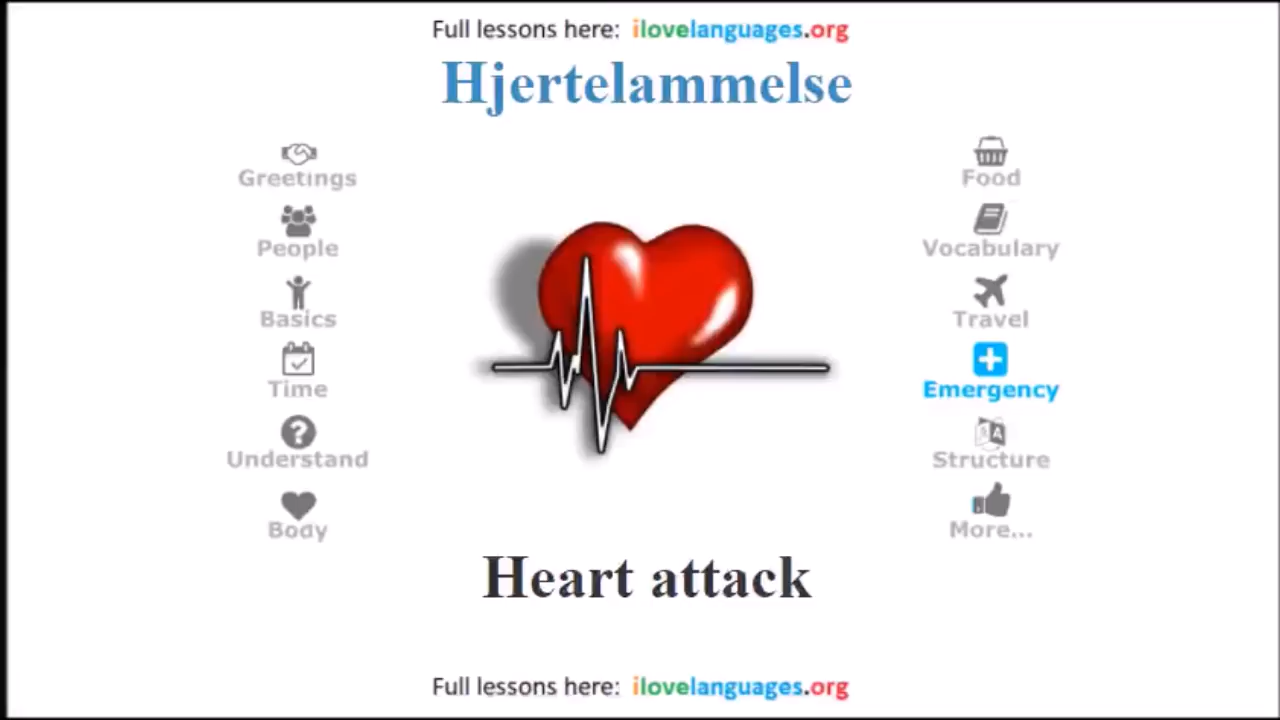 Full lessons here: ilovelanguages.org
Hjertelammelse
Greetings
People
Basics
Time
Understand
Body
Food
Vocabulary
Travel
Emergency
Structure
More...
Heart attack
Full lessons here: ilovelanguages.org